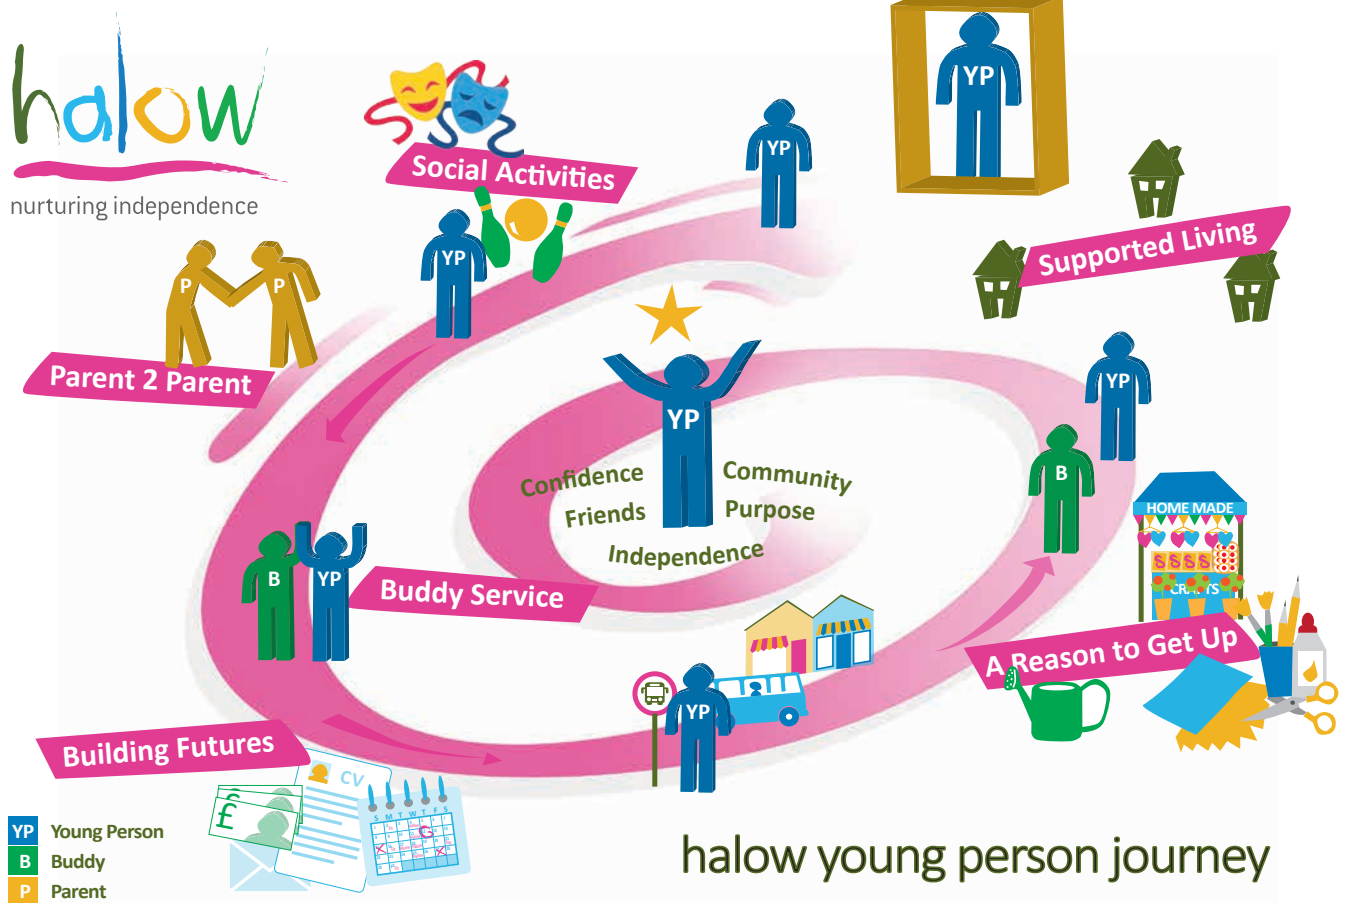 halow
nurturing independence
Social Activities
YP
YP
YP
Supported Living
P
P
Parent 2 Parent
YP
YP
YP
B
Confidence
Community
Friends
Purpose
Independence
HOME MADE
CRAFTS
B
YP
Buddy Service
A Reason to Get Up
YP
Building Futures
CV
£
S M T W T F S
YP Young Person
B Buddy
P Parent
halow young person journey